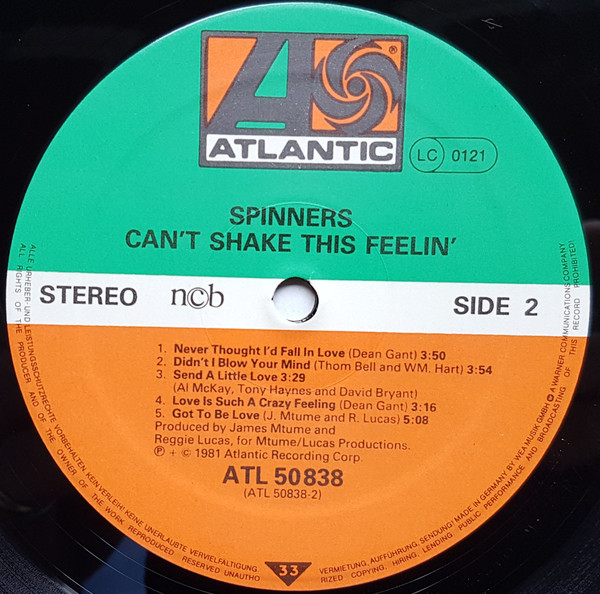 ®
ATLANTIC
LC 0121
SPINNERS
CAN'T SHAKE THIS FEELIN'
STEREO ncb SIDE 2
1. Never Thought I'd Fall In Love (Dean Gant) 3:50
2. Didn't I Blow Your Mind (Thom Bell and WM. Hart) 3:54
3. Send A Little Love 3:29
(Al McKay, Tony Haynes and David Bryant)
4. Love Is Such A Crazy Feeling (Dean Gant) 3:16
5. Got To Be Love (J. Mtume and R. Lucas) 5:08
Produced by James Mtume and
Reggie Lucas, for Mtume/Lucas Productions.
℗ + © 1981 Atlantic Recording Corp.
ATL 50838
(ATL 50838-2)
33
ALLE URHEBER- UND LEISTUNGSSCHUTZRECHTE VORBEHALTEN. KEIN VERLEIH! KEINE UNERLAUBTE VERVIELFÄLTIGUNG, VERMIETUNG, AUFFÜHRUNG, SENDUNG! MADE IN GERMANY BY WEA MUSIK GMBH A WARNER COMMUNICATIONS COMPANY
ALL RIGHTS OF THE PRODUCER AND OF THE OWNER OF THE WORK REPRODUCED RESERVED UNAUTHORIZED COPYING, HIRING, LENDING PUBLIC PERFORMANCE AND BROADCASTING OF THIS RECORD PROHIBITED!